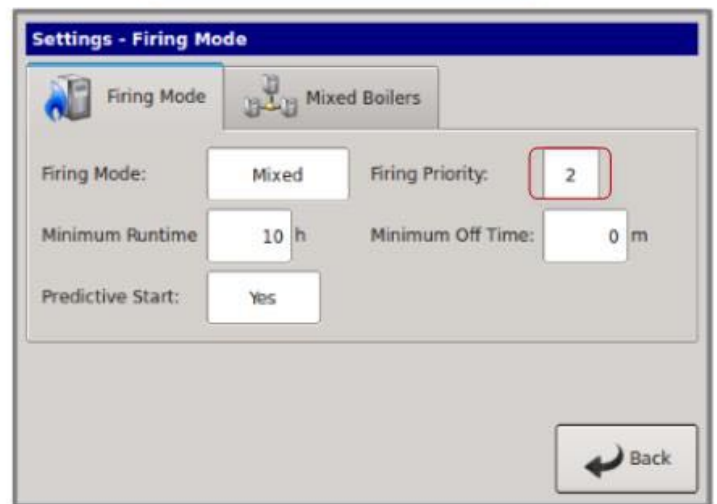 Settings - Firing Mode
Firing Mode Mixed Boilers
Firing Mode: Mixed Firing Priority: 2
Minimum Runtime 10 h Minimum Off Time: 0 m
Predictive Start: Yes
Back